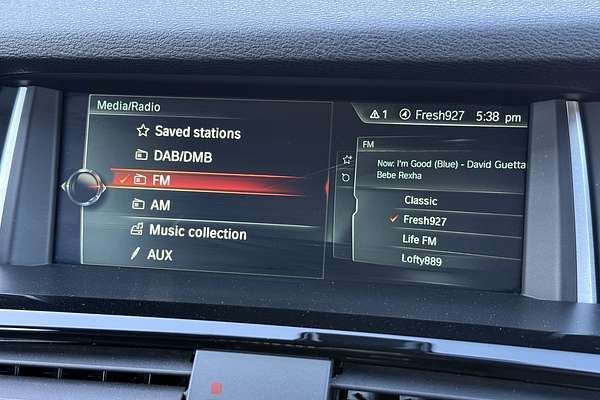 Media/Radio
1 Fresh927 5:38 pm
Saved stations
DAB/DMB
FM
AM
Music collection
AUX
FM
Now: I'm Good (Blue) - David Guetta
Bebe Rexha
Classic
Fresh927
Life FM
Lofty889